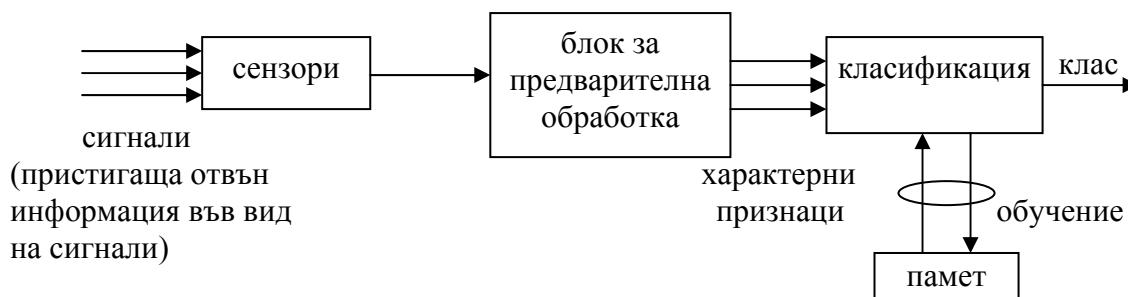 сензори
блок за
предварителна
обработка
класификация
клас
сигнали
(пристигаща отвън
информация във вид
на сигнали)
характерни
признаци
обучение
памет